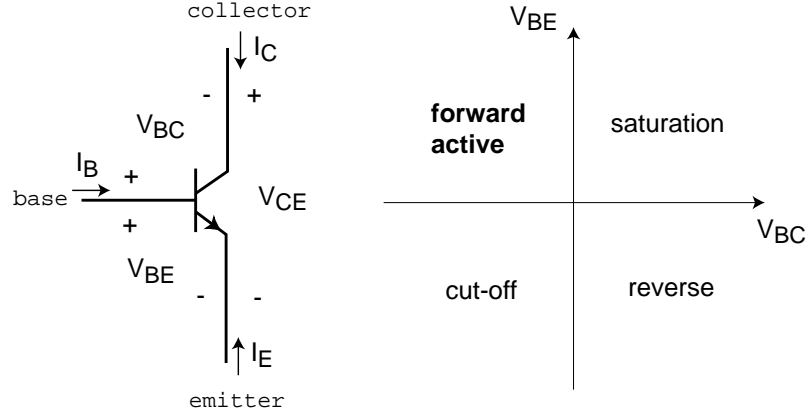 collector
I_C
- +
V_BC
I_B
+
base
V_CE
+
V_BE
- -
I_E
emitter
V_BE
forward
active
saturation
V_BC
cut-off
reverse